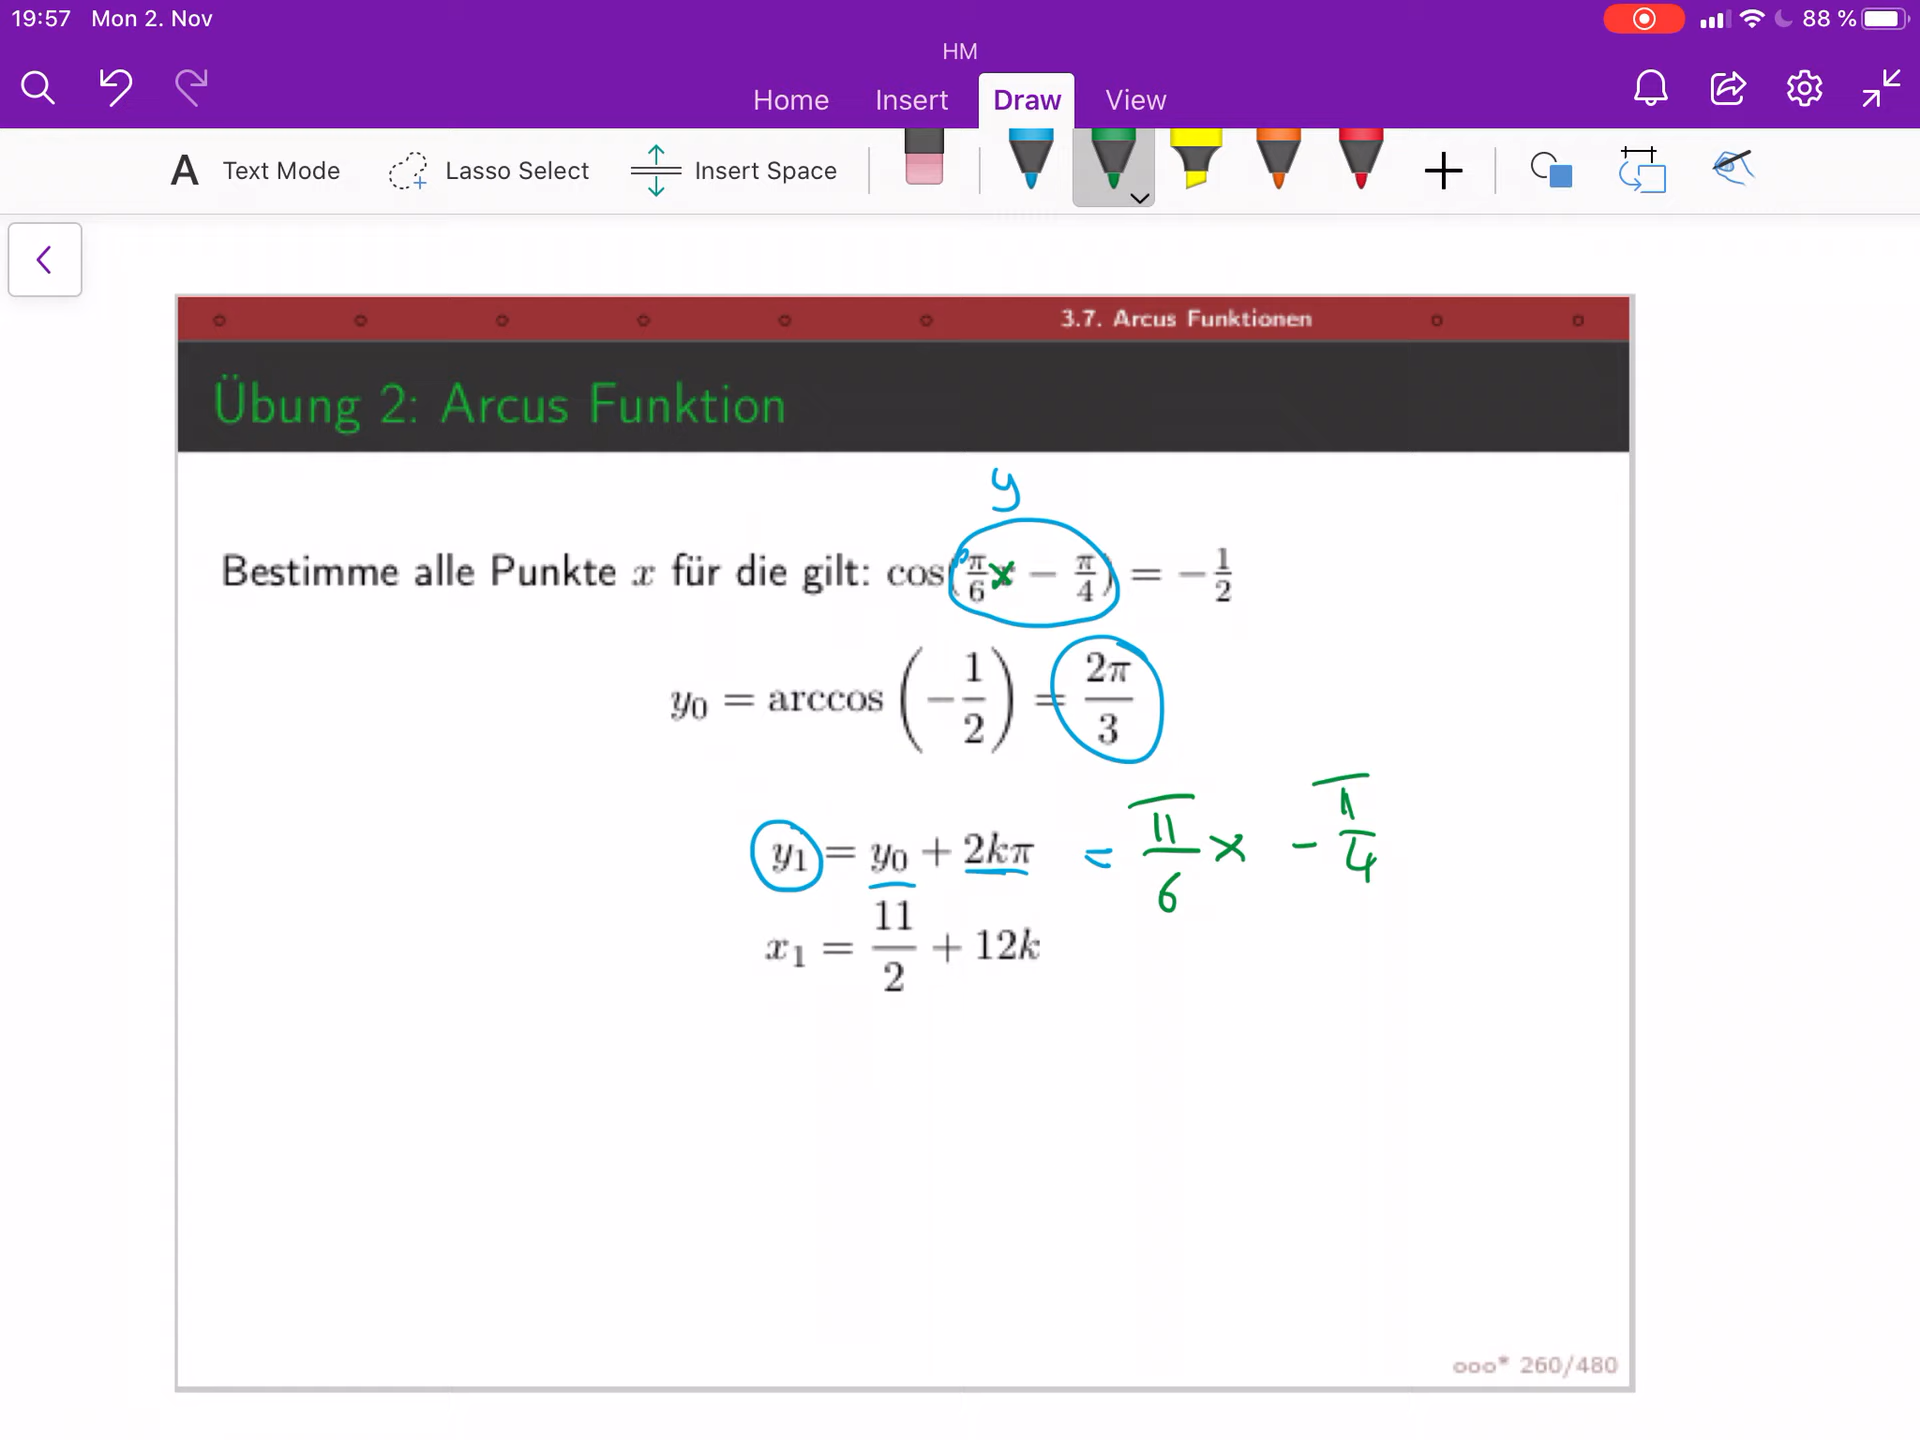 19:57 Mon 2. Nov 88 %
HM
Home Insert Draw View
A Text Mode Lasso Select Insert Space
3.7. Arcus Funktionen
Übung 2: Arcus Funktion
y
Bestimme alle Punkte x für die gilt: cos(π/6 x − π/4) = −1/2
y₀ = arccos(−1/2) = 2π/3
y₁ = y₀ + 2kπ = π/6 x − π/4
x₁ = 11/2 + 12k
ooo* 260/480